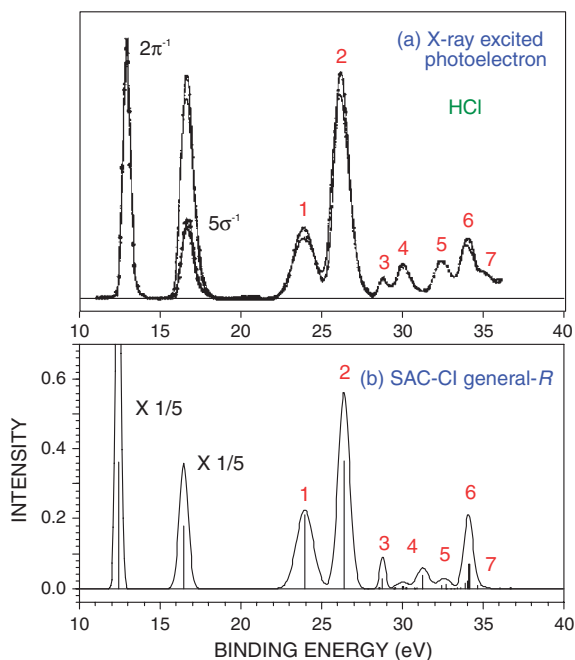 (a) X-ray excited
photoelectron
HCl
2π⁻¹
5σ⁻¹
1
2
3
4
5
6
7
10 15 20 25 30 35 40
(b) SAC-CI general-R
X 1/5
X 1/5
1
2
3
4
5
6
7
INTENSITY
0.6
0.4
0.2
0.0
10 15 20 25 30 35 40
BINDING ENERGY (eV)